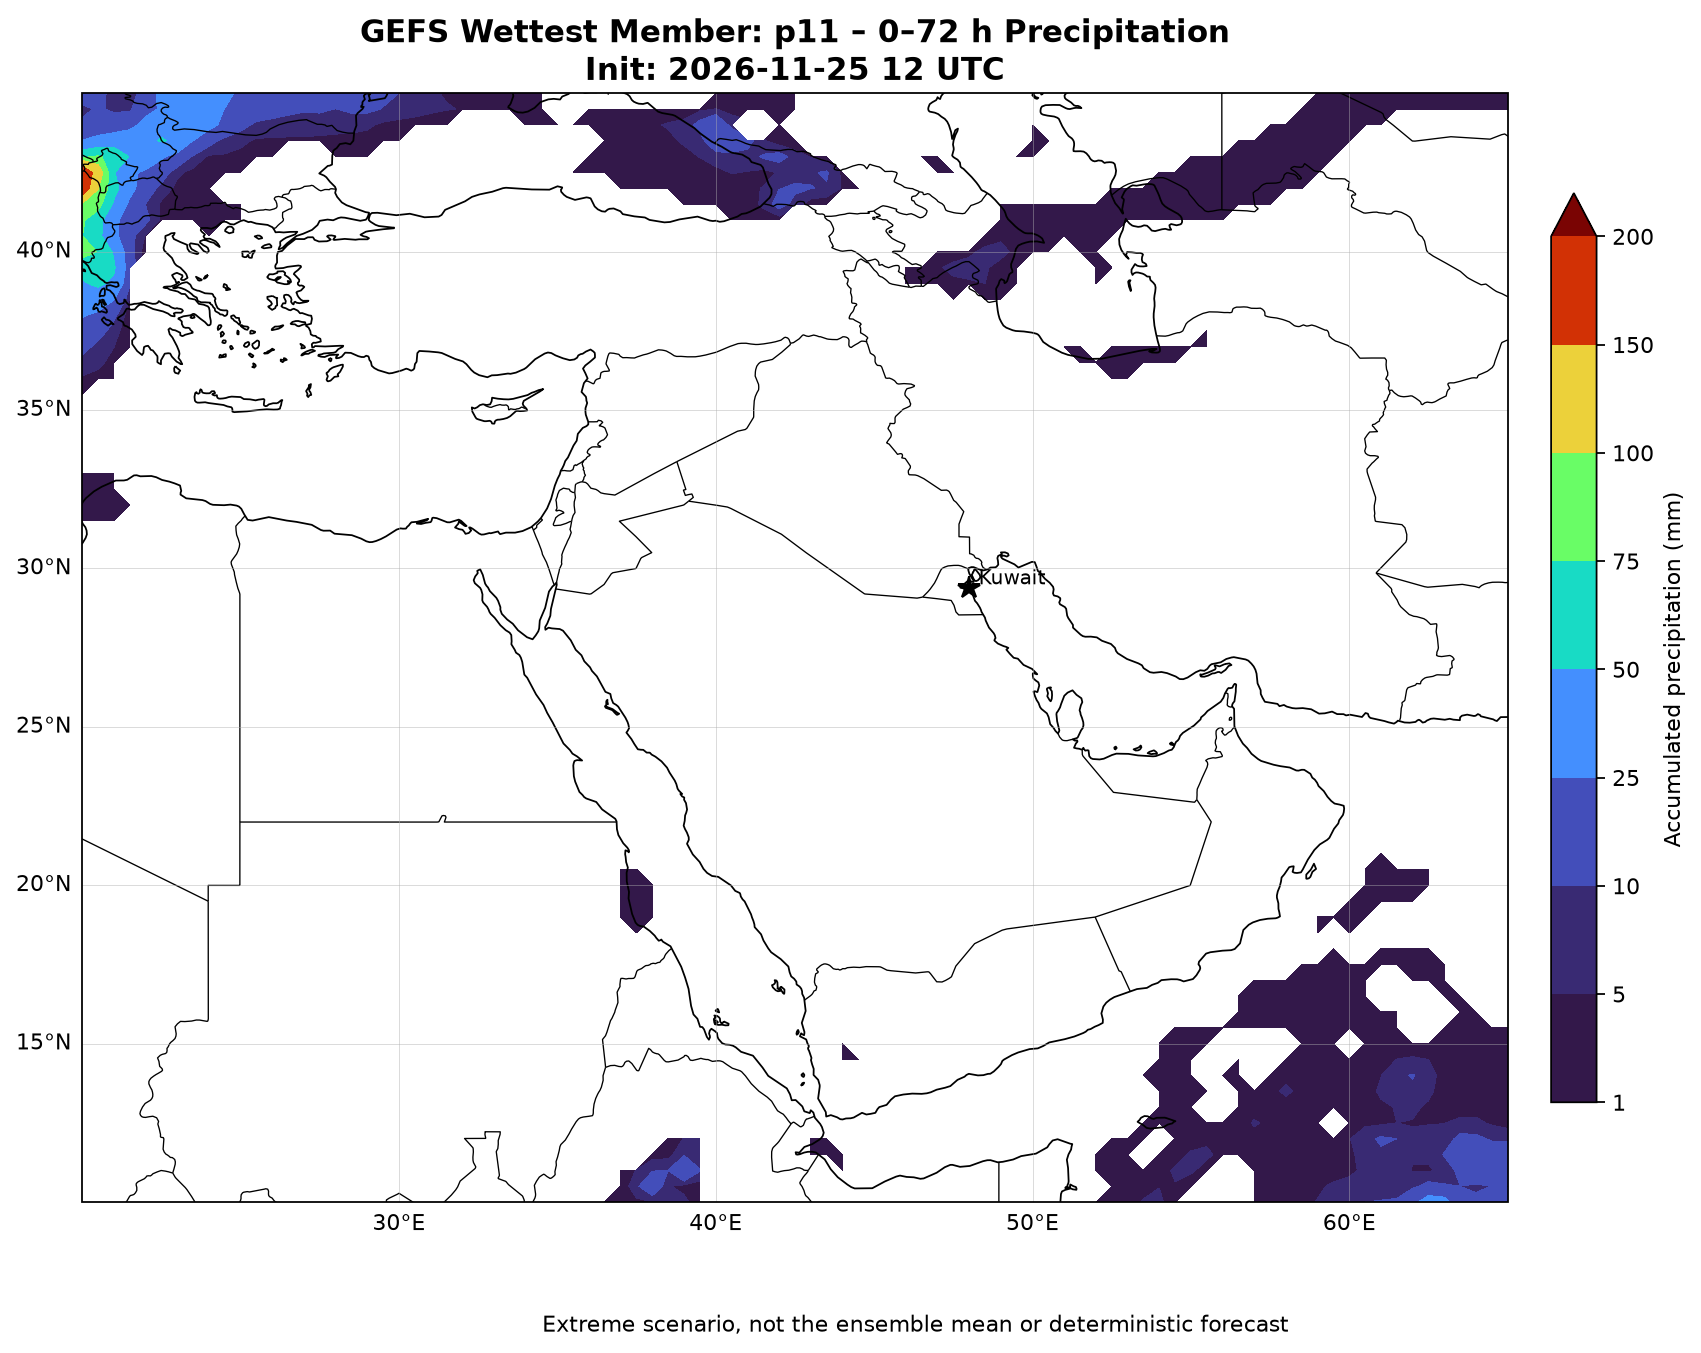 GEFS Wettest Member: p11 – 0–72 h Precipitation
Init: 2026-11-25 12 UTC
40°N
35°N
30°N
25°N
20°N
15°N
30°E
40°E
50°E
60°E
Kuwait
200
150
100
75
50
25
10
5
1
Accumulated precipitation (mm)
Extreme scenario, not the ensemble mean or deterministic forecast